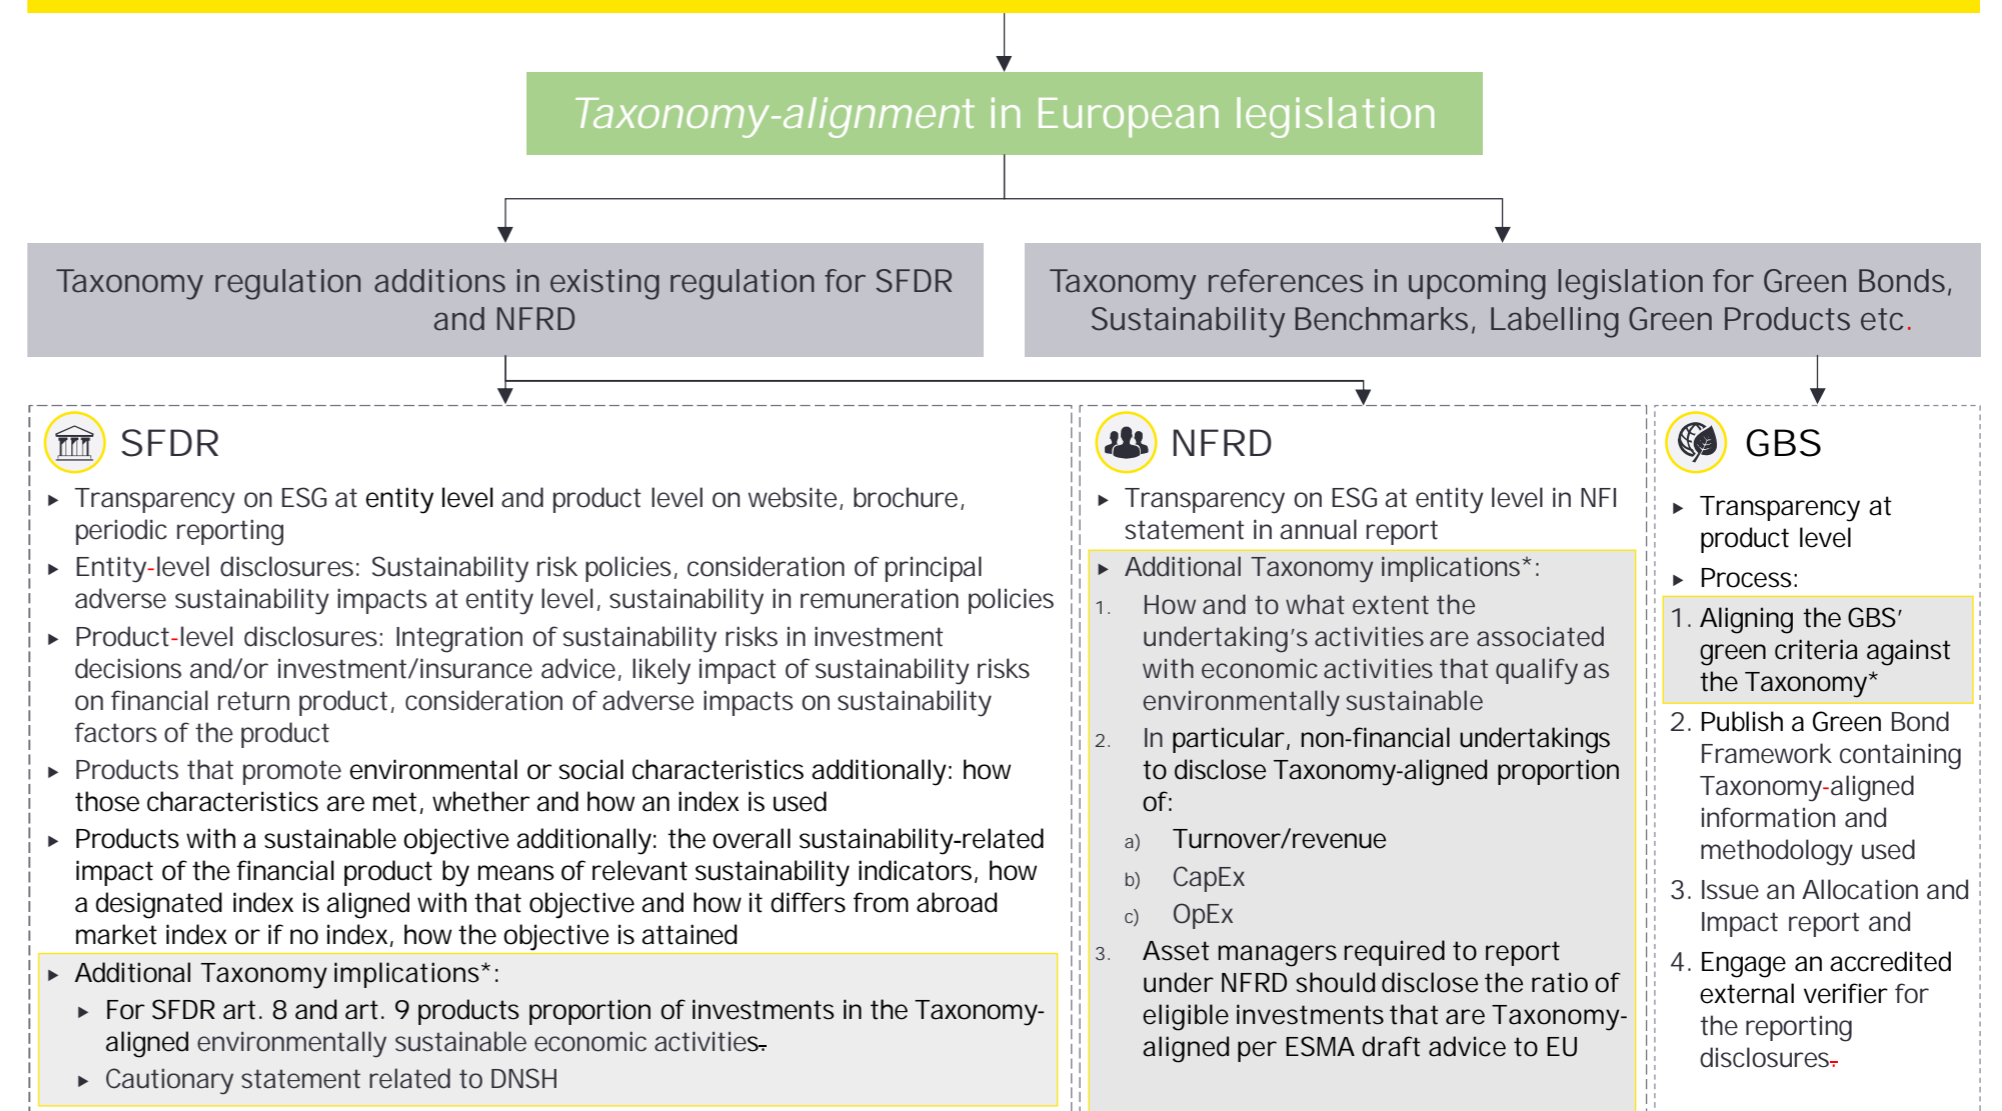 Taxonomy-alignment in European legislation
Taxonomy regulation additions in existing regulation for SFDR
and NFRD
Taxonomy references in upcoming legislation for Green Bonds,
Sustainability Benchmarks, Labelling Green Products etc.
SFDR
▸ Transparency on ESG at entity level and product level on website, brochure,
periodic reporting
▸ Entity-level disclosures: Sustainability risk policies, consideration of principal
adverse sustainability impacts at entity level, sustainability in remuneration policies
▸ Product-level disclosures: Integration of sustainability risks in investment
decisions and/or investment/insurance advice, likely impact of sustainability risks
on financial return product, consideration of adverse impacts on sustainability
factors of the product
▸ Products that promote environmental or social characteristics additionally: how
those characteristics are met, whether and how an index is used
▸ Products with a sustainable objective additionally: the overall sustainability-related
impact of the financial product by means of relevant sustainability indicators, how
a designated index is aligned with that objective and how it differs from abroad
market index or if no index, how the objective is attained
▸ Additional Taxonomy implications*:
▸ For SFDR art. 8 and art. 9 products proportion of investments in the Taxonomy-
aligned environmentally sustainable economic activities.
▸ Cautionary statement related to DNSH
NFRD
▸ Transparency on ESG at entity level in NFI
statement in annual report
▸ Additional Taxonomy implications*:
1. How and to what extent the
undertaking's activities are associated
with economic activities that qualify as
environmentally sustainable
2. In particular, non-financial undertakings
to disclose Taxonomy-aligned proportion
of:
a) Turnover/revenue
b) CapEx
c) OpEx
3. Asset managers required to report
under NFRD should disclose the ratio of
eligible investments that are Taxonomy-
aligned per ESMA draft advice to EU
GBS
▸ Transparency at
product level
▸ Process:
1. Aligning the GBS'
green criteria against
the Taxonomy*
2. Publish a Green Bond
Framework containing
Taxonomy-aligned
information and
methodology used
3. Issue an Allocation and
Impact report and
4. Engage an accredited
external verifier for
the reporting
disclosures.